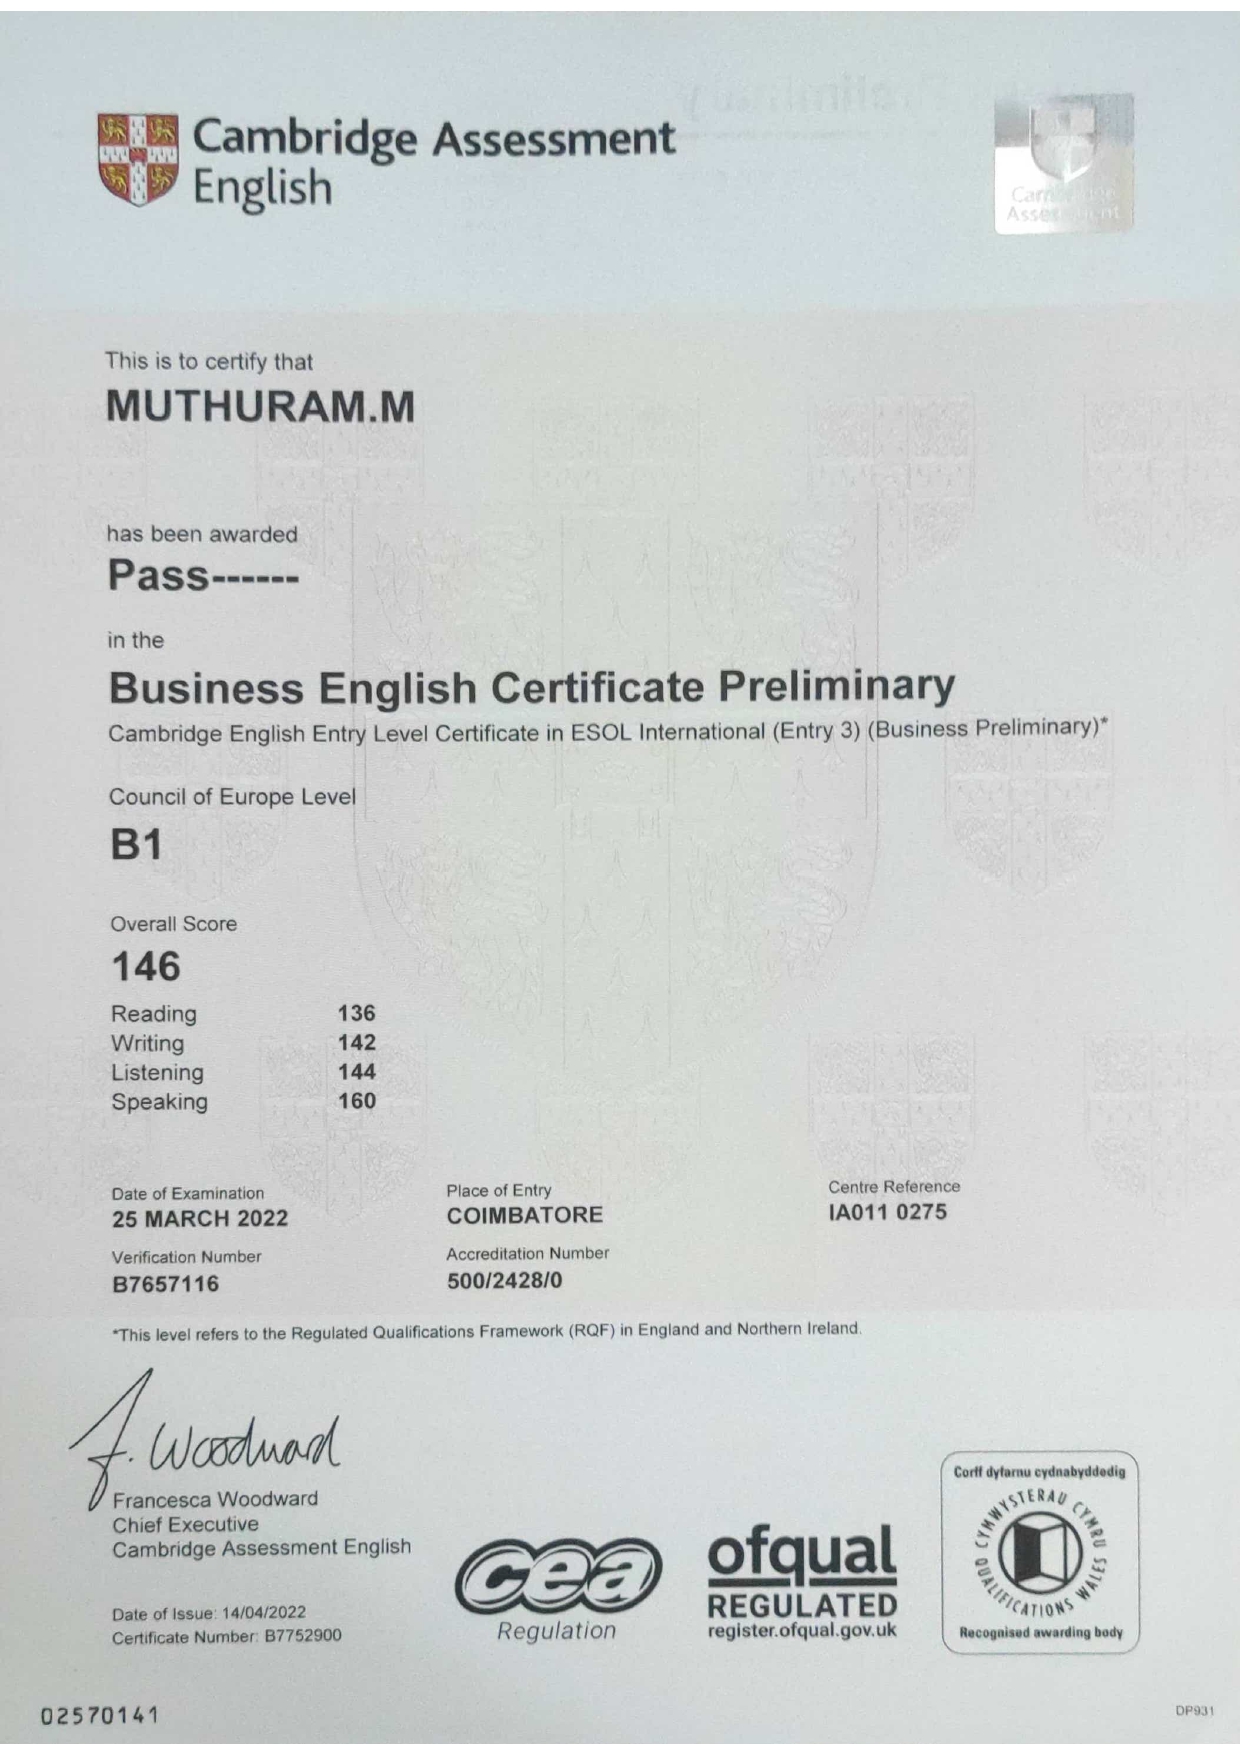 Cambridge Assessment
English
Cambridge
Assessment
This is to certify that
MUTHURAM.M
has been awarded
Pass------
in the
Business English Certificate Preliminary
Cambridge English Entry Level Certificate in ESOL International (Entry 3) (Business Preliminary)*
Council of Europe Level
B1
Overall Score
146
Reading 136
Writing 142
Listening 144
Speaking 160
Date of Examination Place of Entry Centre Reference
25 MARCH 2022 COIMBATORE IA011 0275
Verification Number Accreditation Number
B7657116 500/2428/0
*This level refers to the Regulated Qualifications Framework (RQF) in England and Northern Ireland.
F. Woodward
Francesca Woodward
Chief Executive
Cambridge Assessment English
Date of Issue: 14/04/2022
Certificate Number: B7752900
cea
Regulation
ofqual
REGULATED
register.ofqual.gov.uk
Corff dyfarnu cydnabyddedig
CYMWYSTERAU CYMRU
QUALIFICATIONS WALES
Recognised awarding body
02570141
DP931